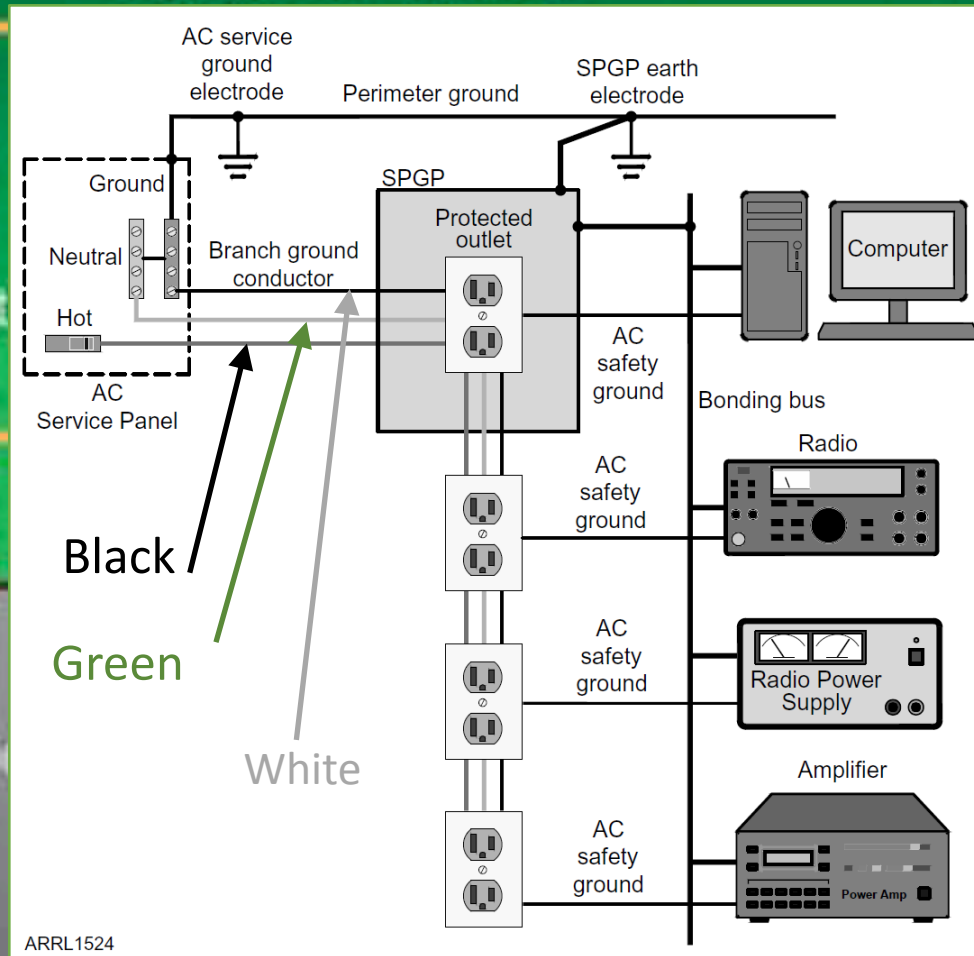 AC service
ground
electrode
Perimeter ground
SPGP earth
electrode
Ground
Neutral
Hot
AC
Service Panel
Branch ground
conductor
SPGP
Protected
outlet
Computer
AC
safety
ground
Bonding bus
Radio
AC
safety
ground
Black
Green
White
AC
safety
ground
Radio Power
Supply
Amplifier
AC
safety
ground
Power Amp
ARRL1524